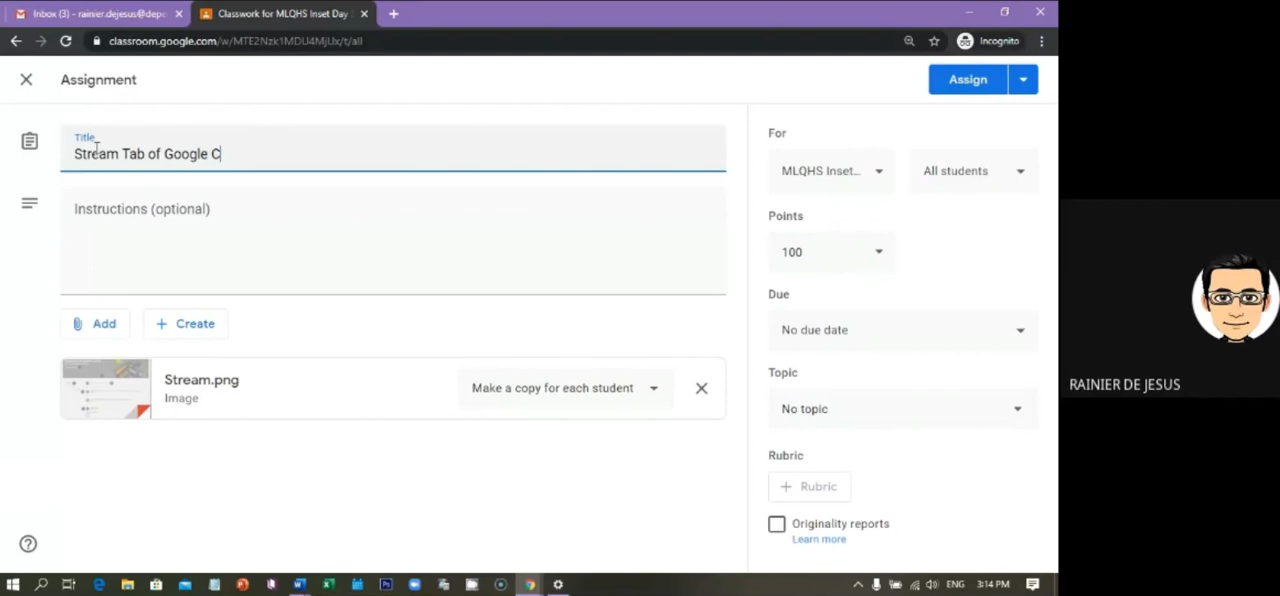 Inbox (3) - rainier.dejesus@depe
Classwork for MLQHS Inset Day
classroom.google.com/w/MTE2Nzk1MDU4MjUx/t/all
Incognito
Assignment
Assign
Title
Stream Tab of Google C
Instructions (optional)
Add
Create
Stream.png
Image
Make a copy for each student
For
MLQHS Inset...
All students
Points
100
Due
No due date
Topic
No topic
Rubric
Rubric
Originality reports
Learn more
RAINIER DE JESUS
ENG
3:14 PM